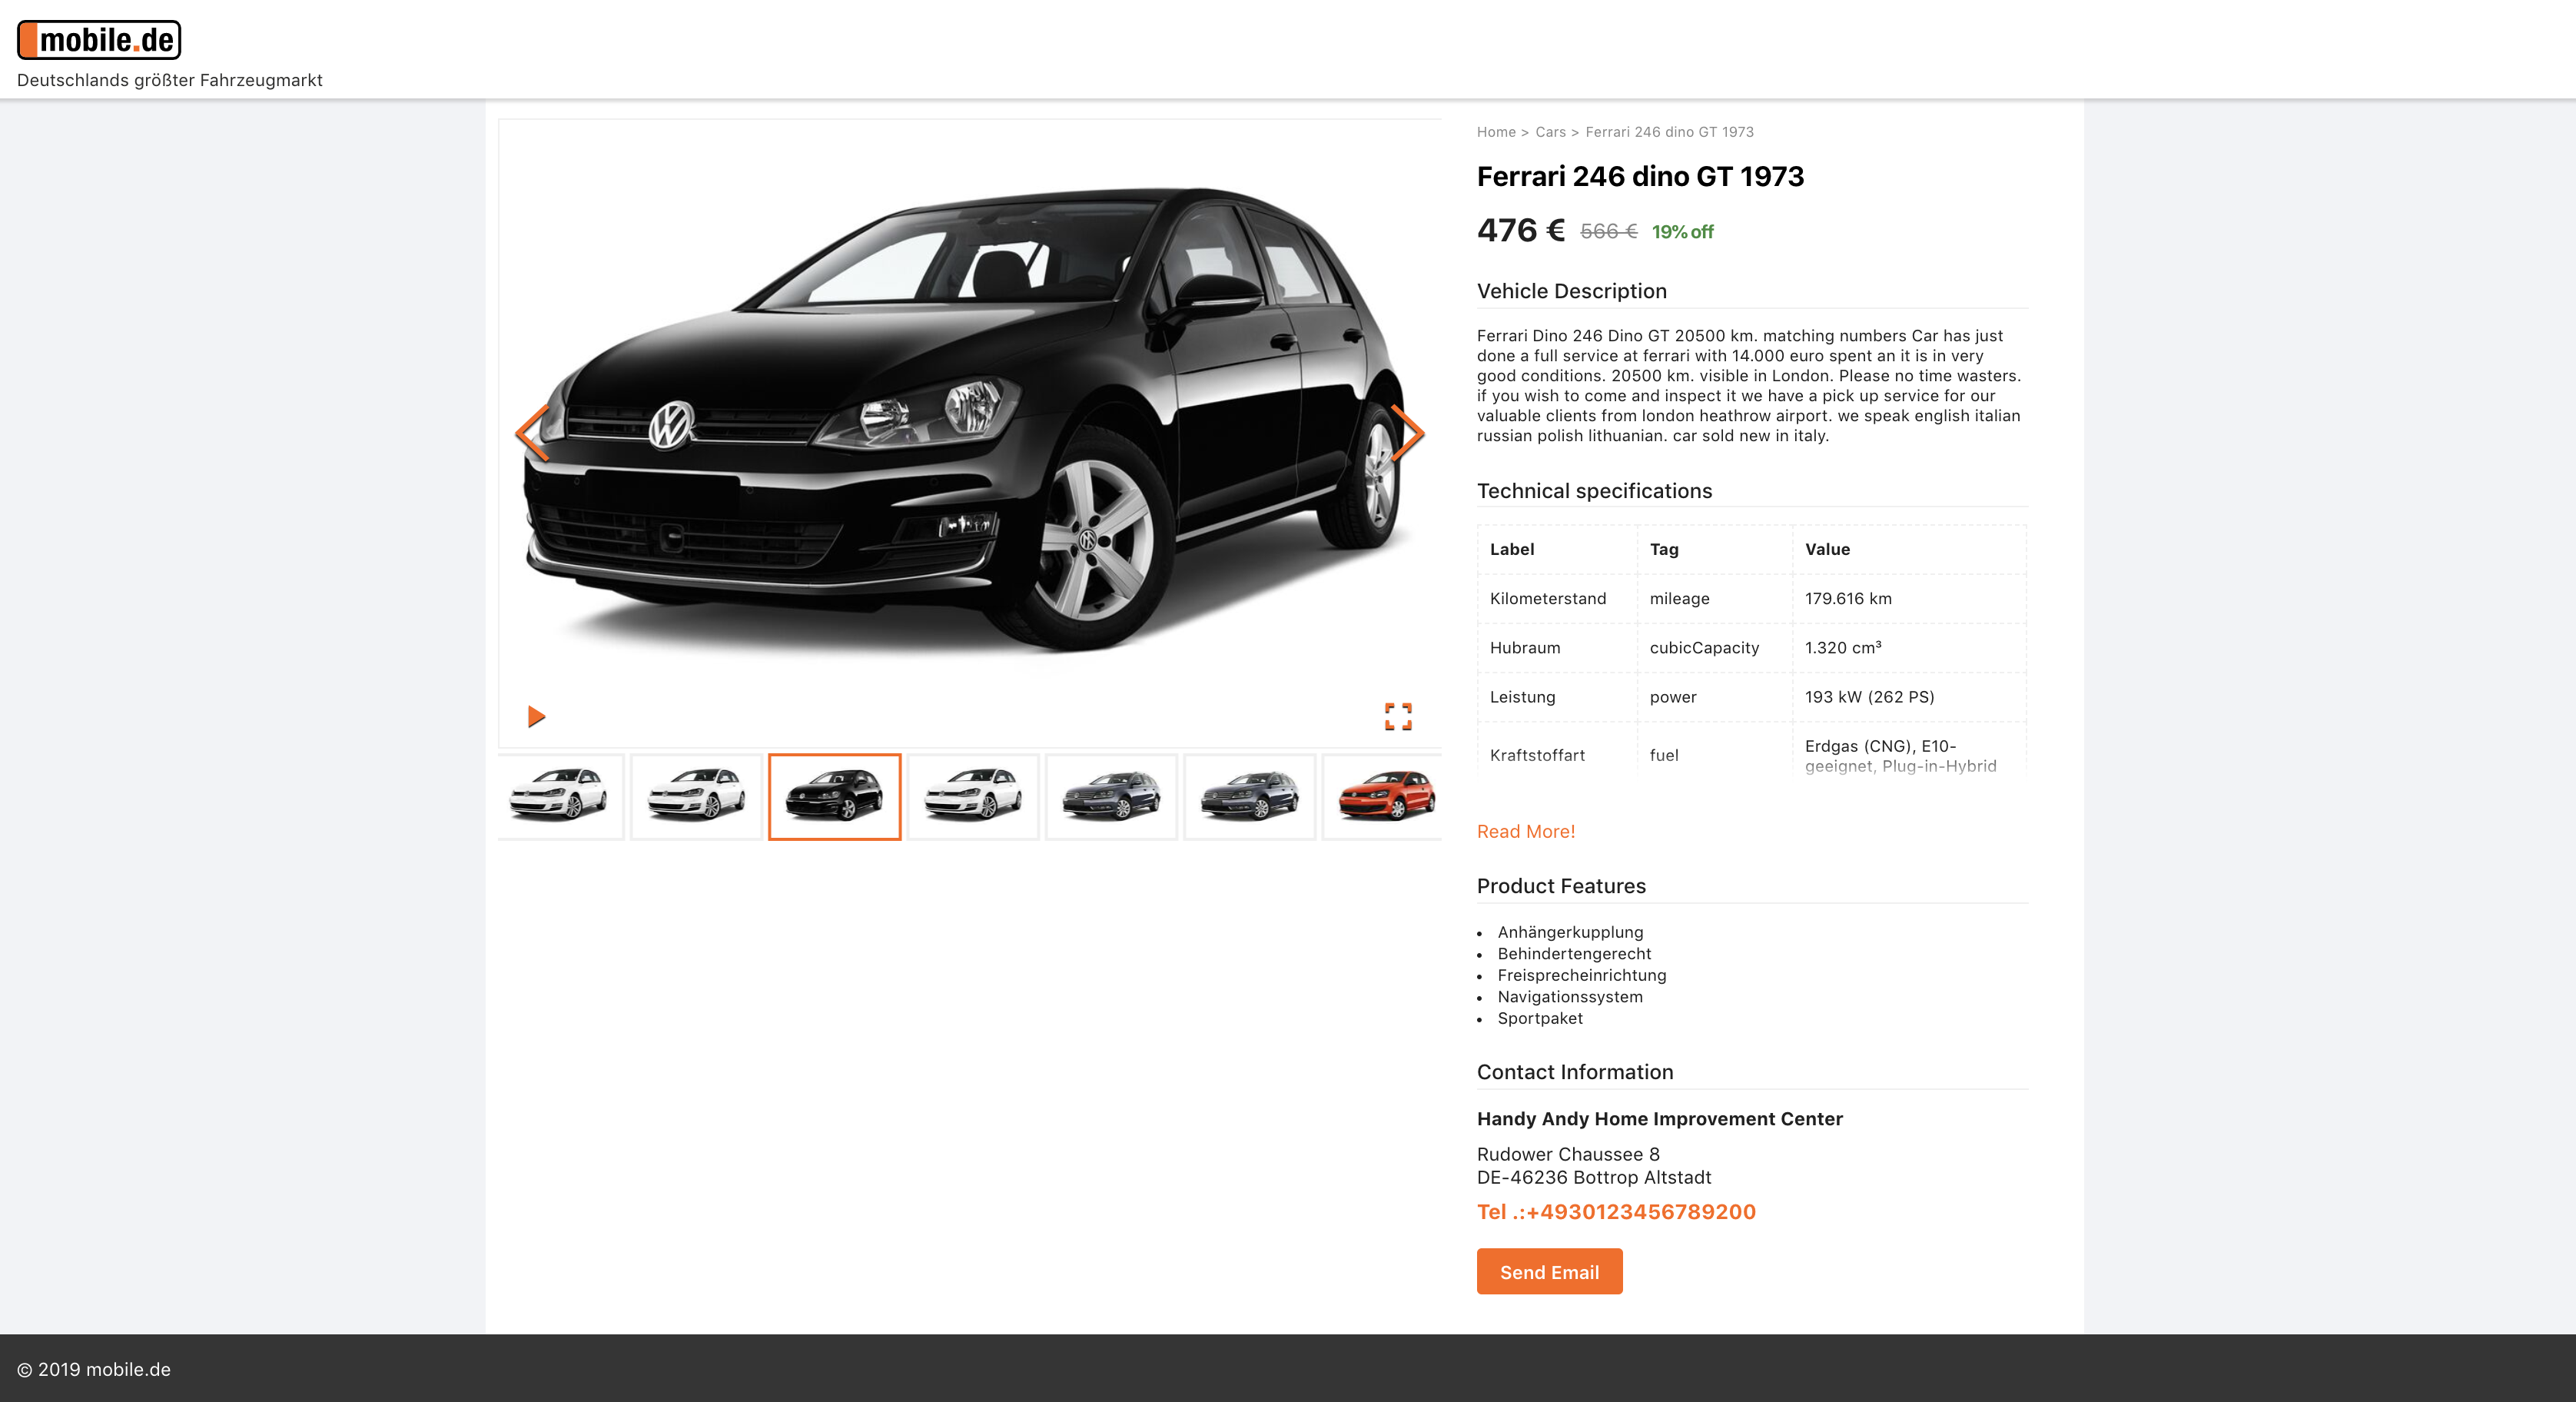 mobile.de
Deutschlands größter Fahrzeugmarkt
Home > Cars > Ferrari 246 dino GT 1973
Ferrari 246 dino GT 1973
476 € 566 € 19% off
Vehicle Description
Ferrari Dino 246 Dino GT 20500 km. matching numbers Car has just
done a full service at ferrari with 14.000 euro spent an it is in very
good conditions. 20500 km. visible in London. Please no time wasters.
if you wish to come and inspect it we have a pick up service for our
valuable clients from london heathrow airport. we speak english italian
russian polish lithuanian. car sold new in italy.
Technical specifications
Label Tag Value
Kilometerstand mileage 179.616 km
Hubraum cubicCapacity 1.320 cm³
Leistung power 193 kW (262 PS)
Kraftstoffart fuel Erdgas (CNG), E10-
geeignet, Plug-in-Hybrid
Read More!
Product Features
• Anhängerkupplung
• Behindertengerecht
• Freisprecheinrichtung
• Navigationssystem
• Sportpaket
Contact Information
Handy Andy Home Improvement Center
Rudower Chaussee 8
DE-46236 Bottrop Altstadt
Tel .:+4930123456789200
Send Email
© 2019 mobile.de